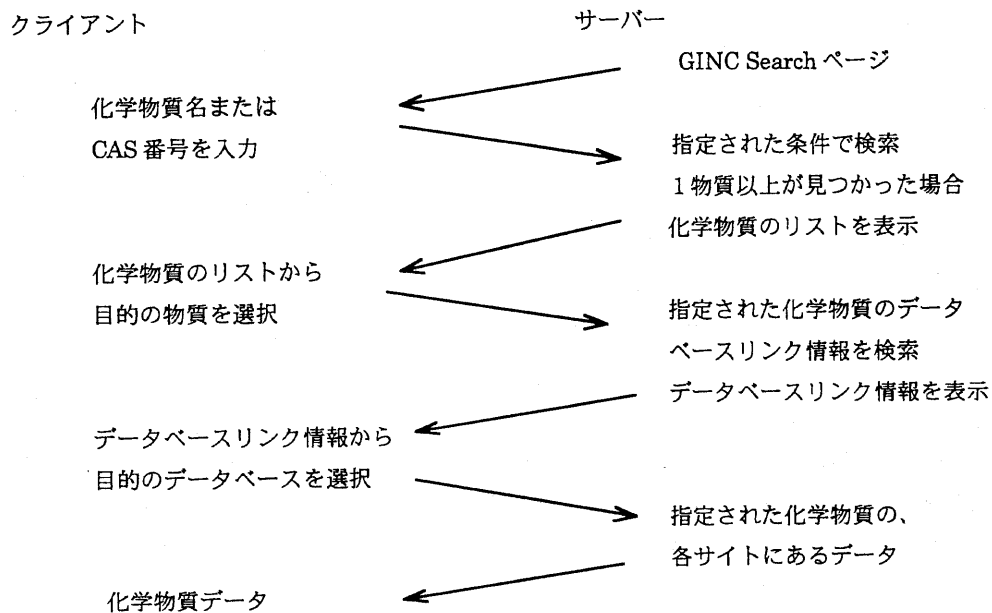 クライアント
サーバー
GINC Search ページ
化学物質名または
CAS 番号を入力
指定された条件で検索
１物質以上が見つかった場合
化学物質のリストを表示
化学物質のリストから
目的の物質を選択
指定された化学物質のデータ
ベースリンク情報を検索
データベースリンク情報を表示
データベースリンク情報から
目的のデータベースを選択
指定された化学物質の、
各サイトにあるデータ
化学物質データ